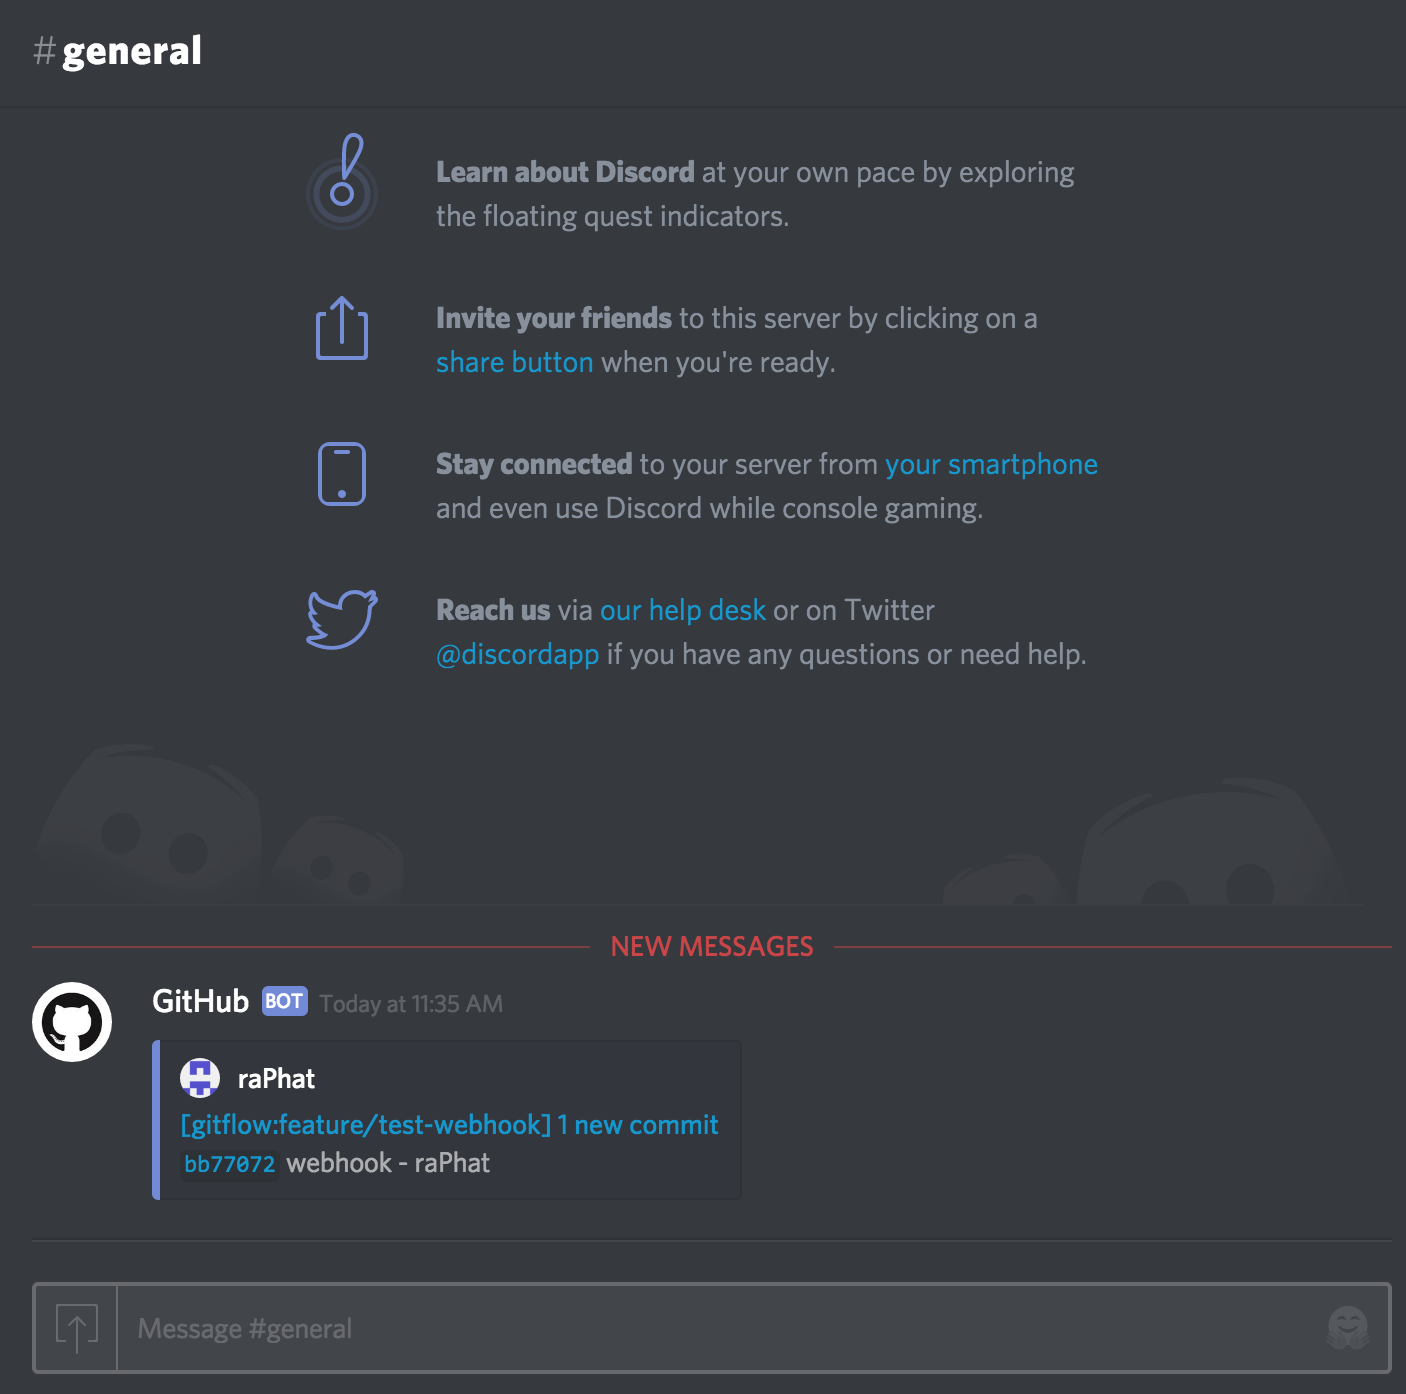 #general
Learn about Discord at your own pace by exploring
the floating quest indicators.
Invite your friends to this server by clicking on a
share button when you're ready.
Stay connected to your server from your smartphone
and even use Discord while console gaming.
Reach us via our help desk or on Twitter
@discordapp if you have any questions or need help.
NEW MESSAGES
GitHub BOT Today at 11:35 AM
raPhat
[gitflow:feature/test-webhook] 1 new commit
bb77072 webhook - raPhat
Message #general